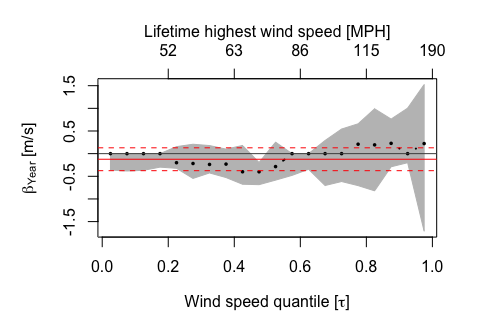 Lifetime highest wind speed [MPH]
52 63 86 115 190
1.5
0.5
-0.5
-1.5
βYear [m/s]
0.0 0.2 0.4 0.6 0.8 1.0
Wind speed quantile [τ]